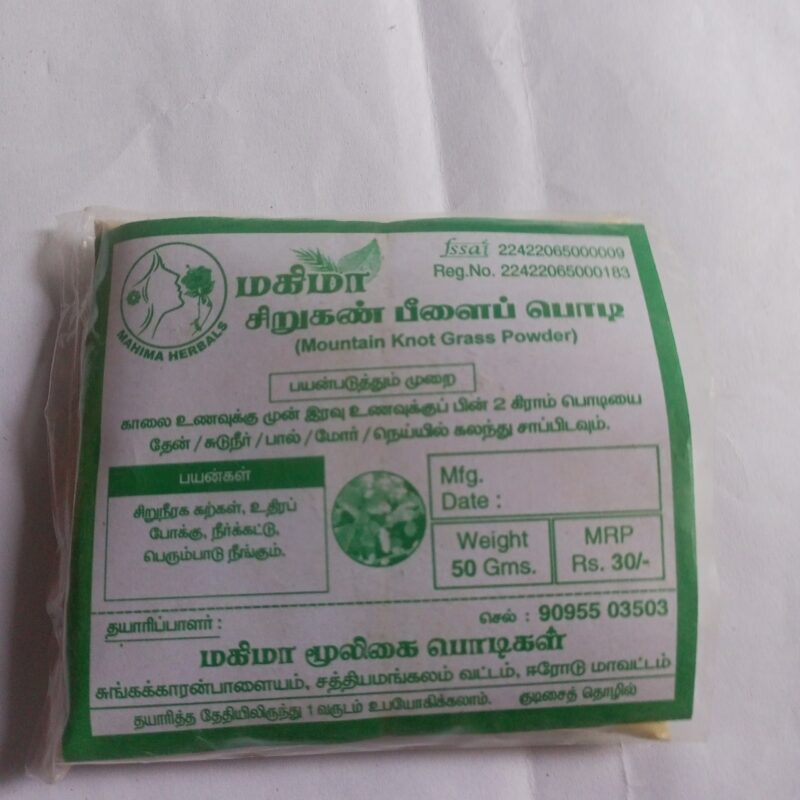 MAHIMA HERBALS
fssai 22422065000009
Reg.No. 22422065000183
மகிமா
சிறுகண் பீளைப் பொடி
(Mountain Knot Grass Powder)
பயன்படுத்தும் முறை
காலை உணவுக்கு முன் இரவு உணவுக்குப் பின் 2 கிராம் பொடியை
தேன் / சுடுநீர் / பால் / மோர் / நெய்யில் கலந்து சாப்பிடவும்.
பயன்கள்
சிறுநீரக கற்கள், உதிரப்
போக்கு, நீர்க்கட்டு,
பெரும்பாடு நீங்கும்.
Mfg.
Date :
Weight
50 Gms.
MRP
Rs. 30/-
தயாரிப்பாளர் :
செல் : 90955 03503
மகிமா மூலிகை பொடிகள்
சுங்கக்காரன்பாளையம், சத்தியமங்கலம் வட்டம், ஈரோடு மாவட்டம்
தயாரித்த தேதியிலிருந்து 1 வருடம் உபயோகிக்கலாம். குடிசைத் தொழில்